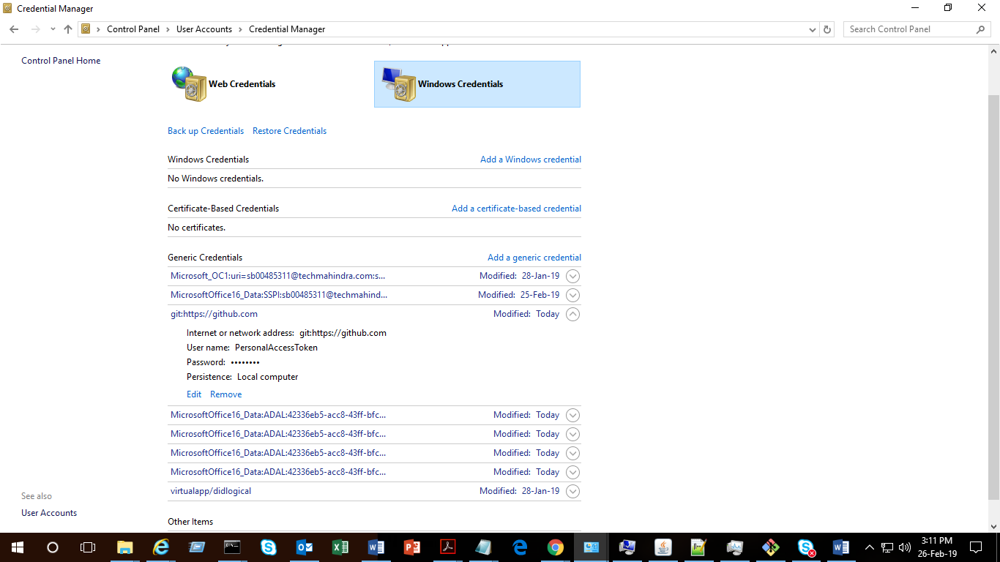 Credential Manager
Control Panel User Accounts Credential Manager
Search Control Panel
Control Panel Home
Web Credentials
Windows Credentials
Back up Credentials Restore Credentials
Windows Credentials Add a Windows credential
No Windows credentials.
Certificate-Based Credentials Add a certificate-based credential
No certificates.
Generic Credentials Add a generic credential
Microsoft_OC1:uri=sb00485311@techmahindra.com:s... Modified: 28-Jan-19
MicrosoftOffice16_Data:SSPI:sb00485311@techmahind... Modified: 25-Feb-19
git:https://github.com Modified: Today
Internet or network address: git:https://github.com
User name: PersonalAccessToken
Password: ••••••••
Persistence: Local computer
Edit Remove
MicrosoftOffice16_Data:ADAL:42336eb5-acc8-43ff-bfc... Modified: Today
MicrosoftOffice16_Data:ADAL:42336eb5-acc8-43ff-bfc... Modified: Today
MicrosoftOffice16_Data:ADAL:42336eb5-acc8-43ff-bfc... Modified: Today
MicrosoftOffice16_Data:ADAL:42336eb5-acc8-43ff-bfc... Modified: Today
virtualapp/didlogical Modified: 28-Jan-19
See also
User Accounts
Other Items
3:11 PM
26-Feb-19